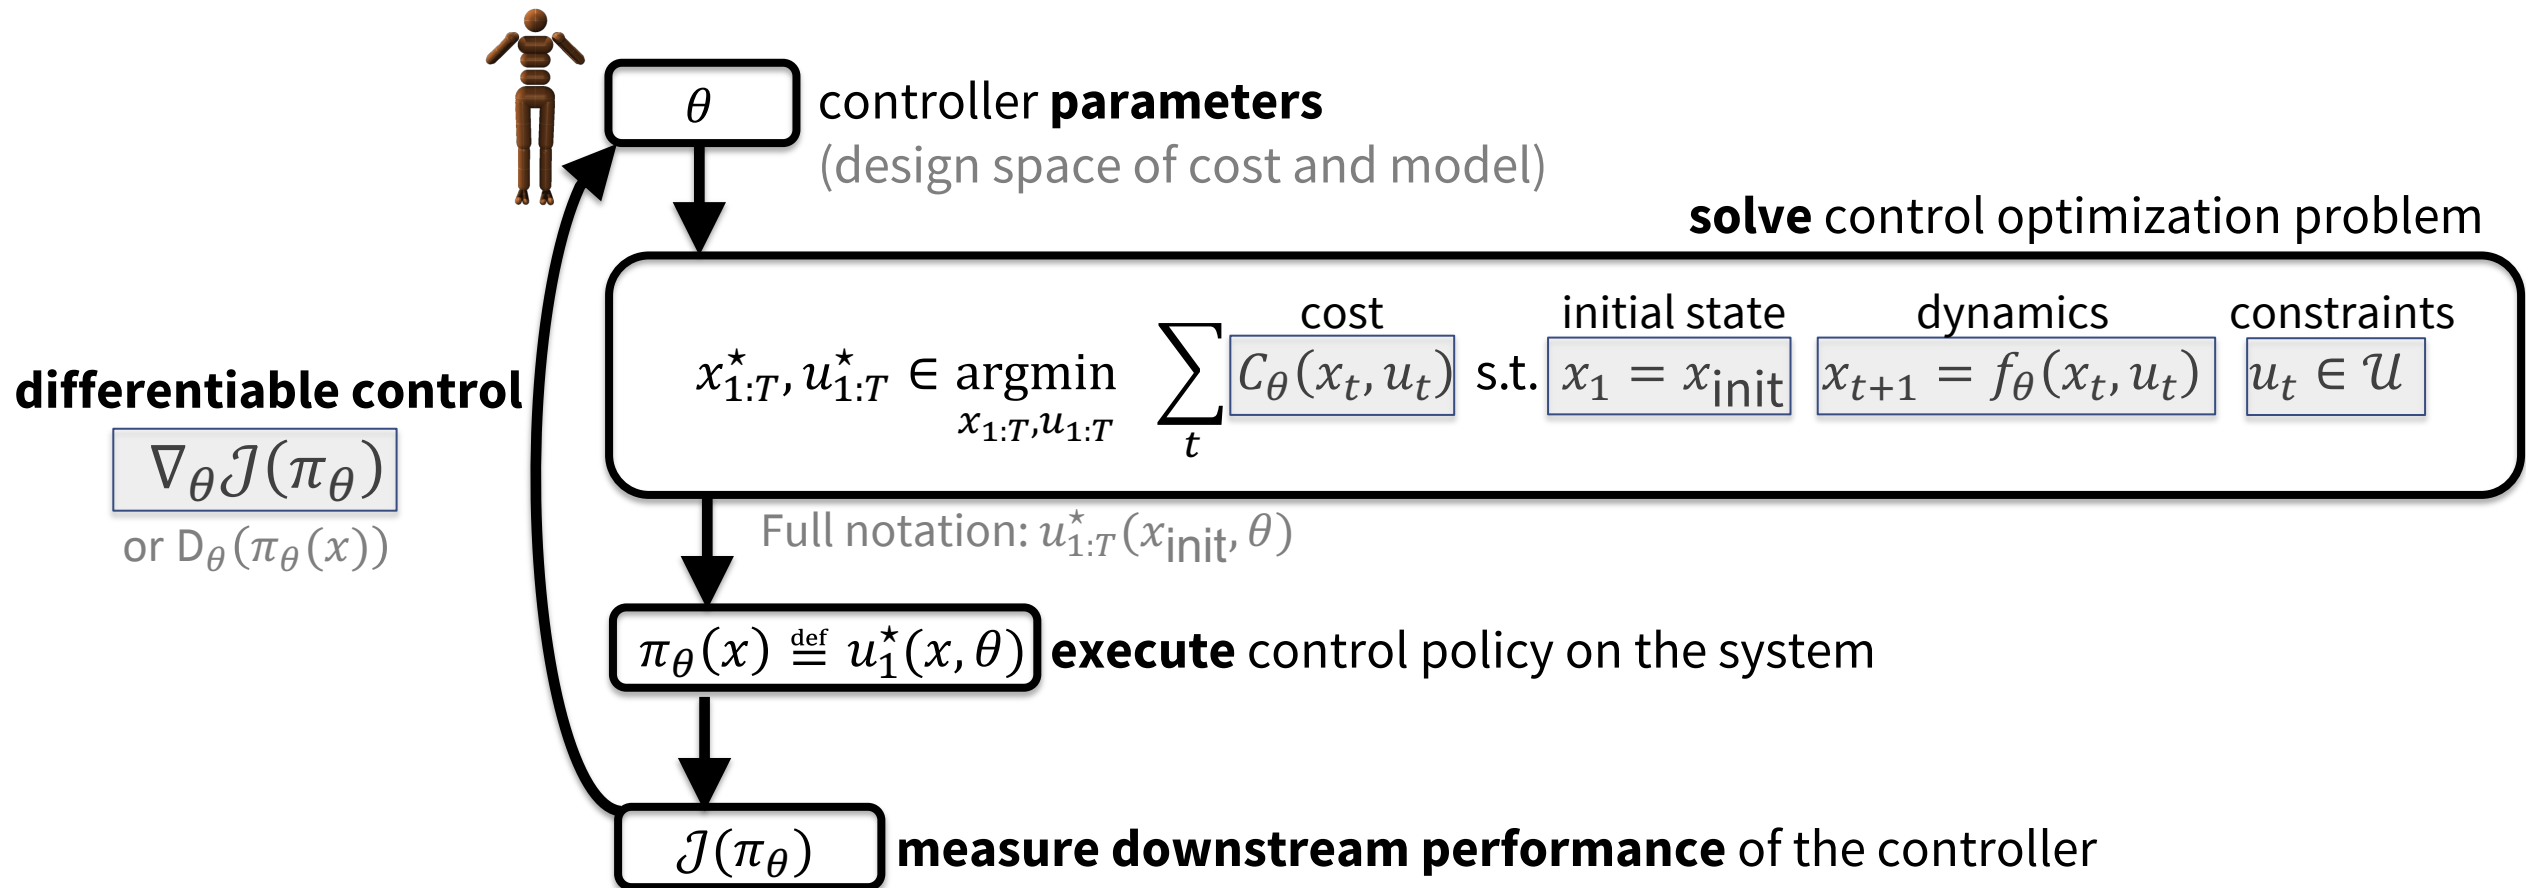 θ
controller parameters
(design space of cost and model)
solve control optimization problem
cost initial state dynamics constraints
x⋆1:T, u⋆1:T ∈ argmin x1:T,u1:T ∑t Cθ(xt, ut) s.t. x1 = xinit xt+1 = fθ(xt, ut) ut ∈ 𝒰
differentiable control
∇θ𝒥(πθ)
or Dθ(πθ(x))
Full notation: u⋆1:T(xinit, θ)
πθ(x) ≝ u⋆1(x, θ) execute control policy on the system
𝒥(πθ) measure downstream performance of the controller